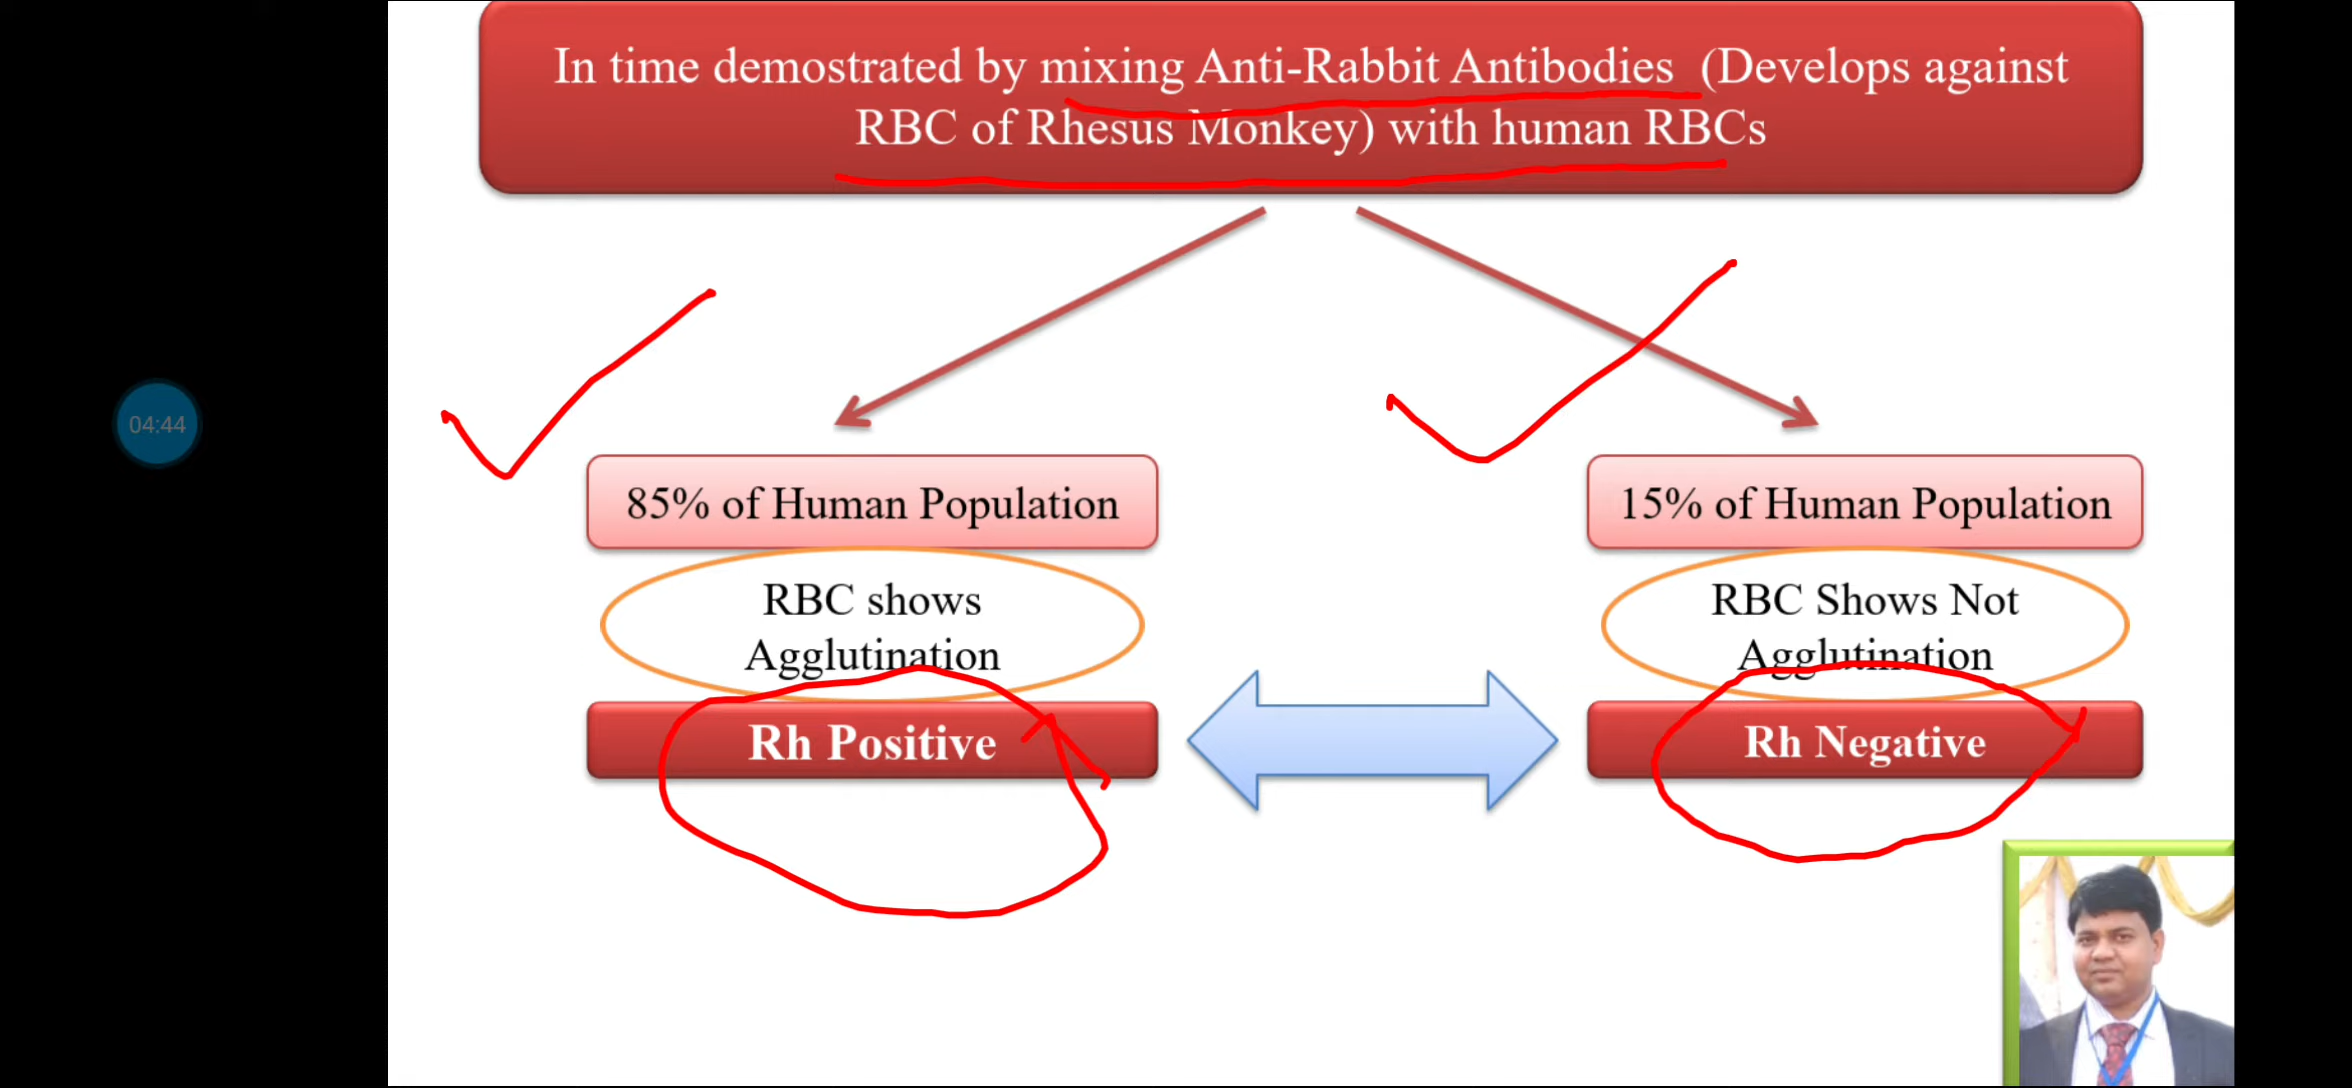 In time demostrated by mixing Anti-Rabbit Antibodies (Develops against
RBC of Rhesus Monkey) with human RBCs
04:44
85% of Human Population
15% of Human Population
RBC shows
Agglutination
RBC Shows Not
Agglutination
Rh Positive
Rh Negative